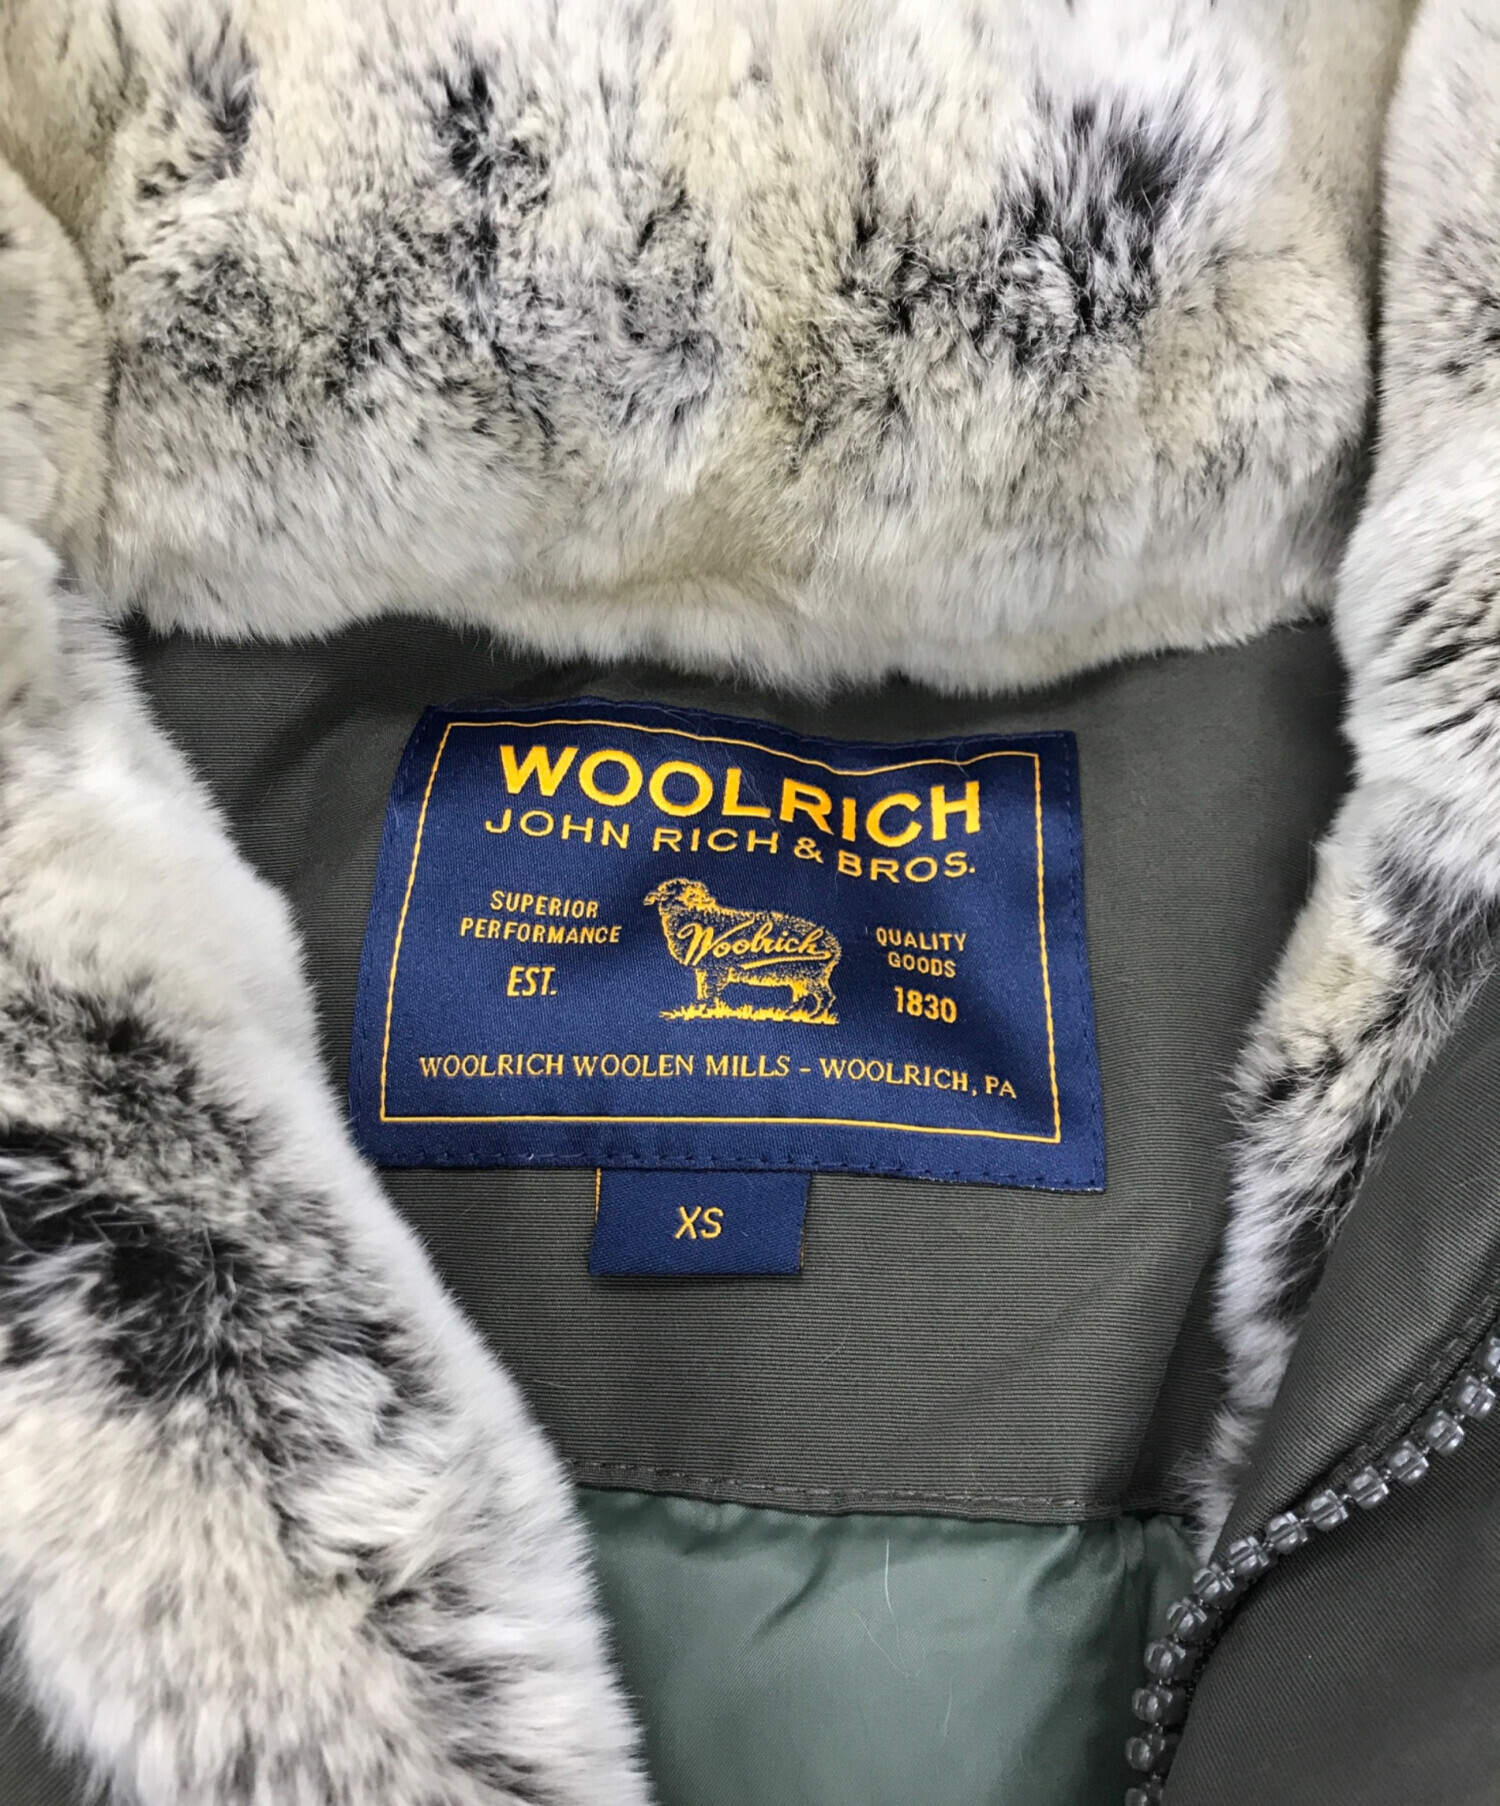 WOOLRICH
JOHN RICH & BROS.
SUPERIOR
PERFORMANCE
EST.
Woolrich
QUALITY
GOODS
1830
WOOLRICH WOOLEN MILLS - WOOLRICH, PA
XS